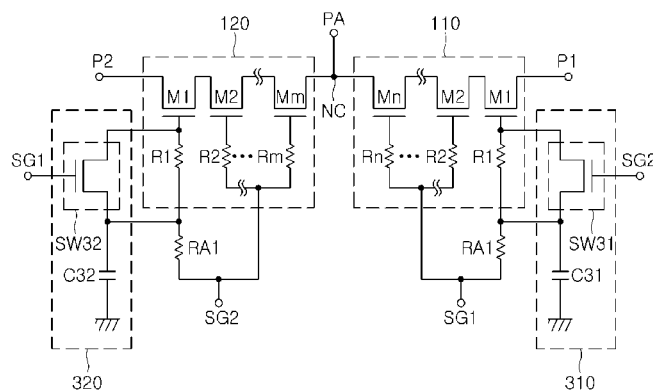 PA
120
110
P2
P1
M1
M2
Mm
NC
Mn
M2
M1
SG1
R1
R2
•••
Rm
Rn
•••
R2
R1
SG2
SW32
RA1
RA1
SW31
C32
C31
SG2
SG1
320
310